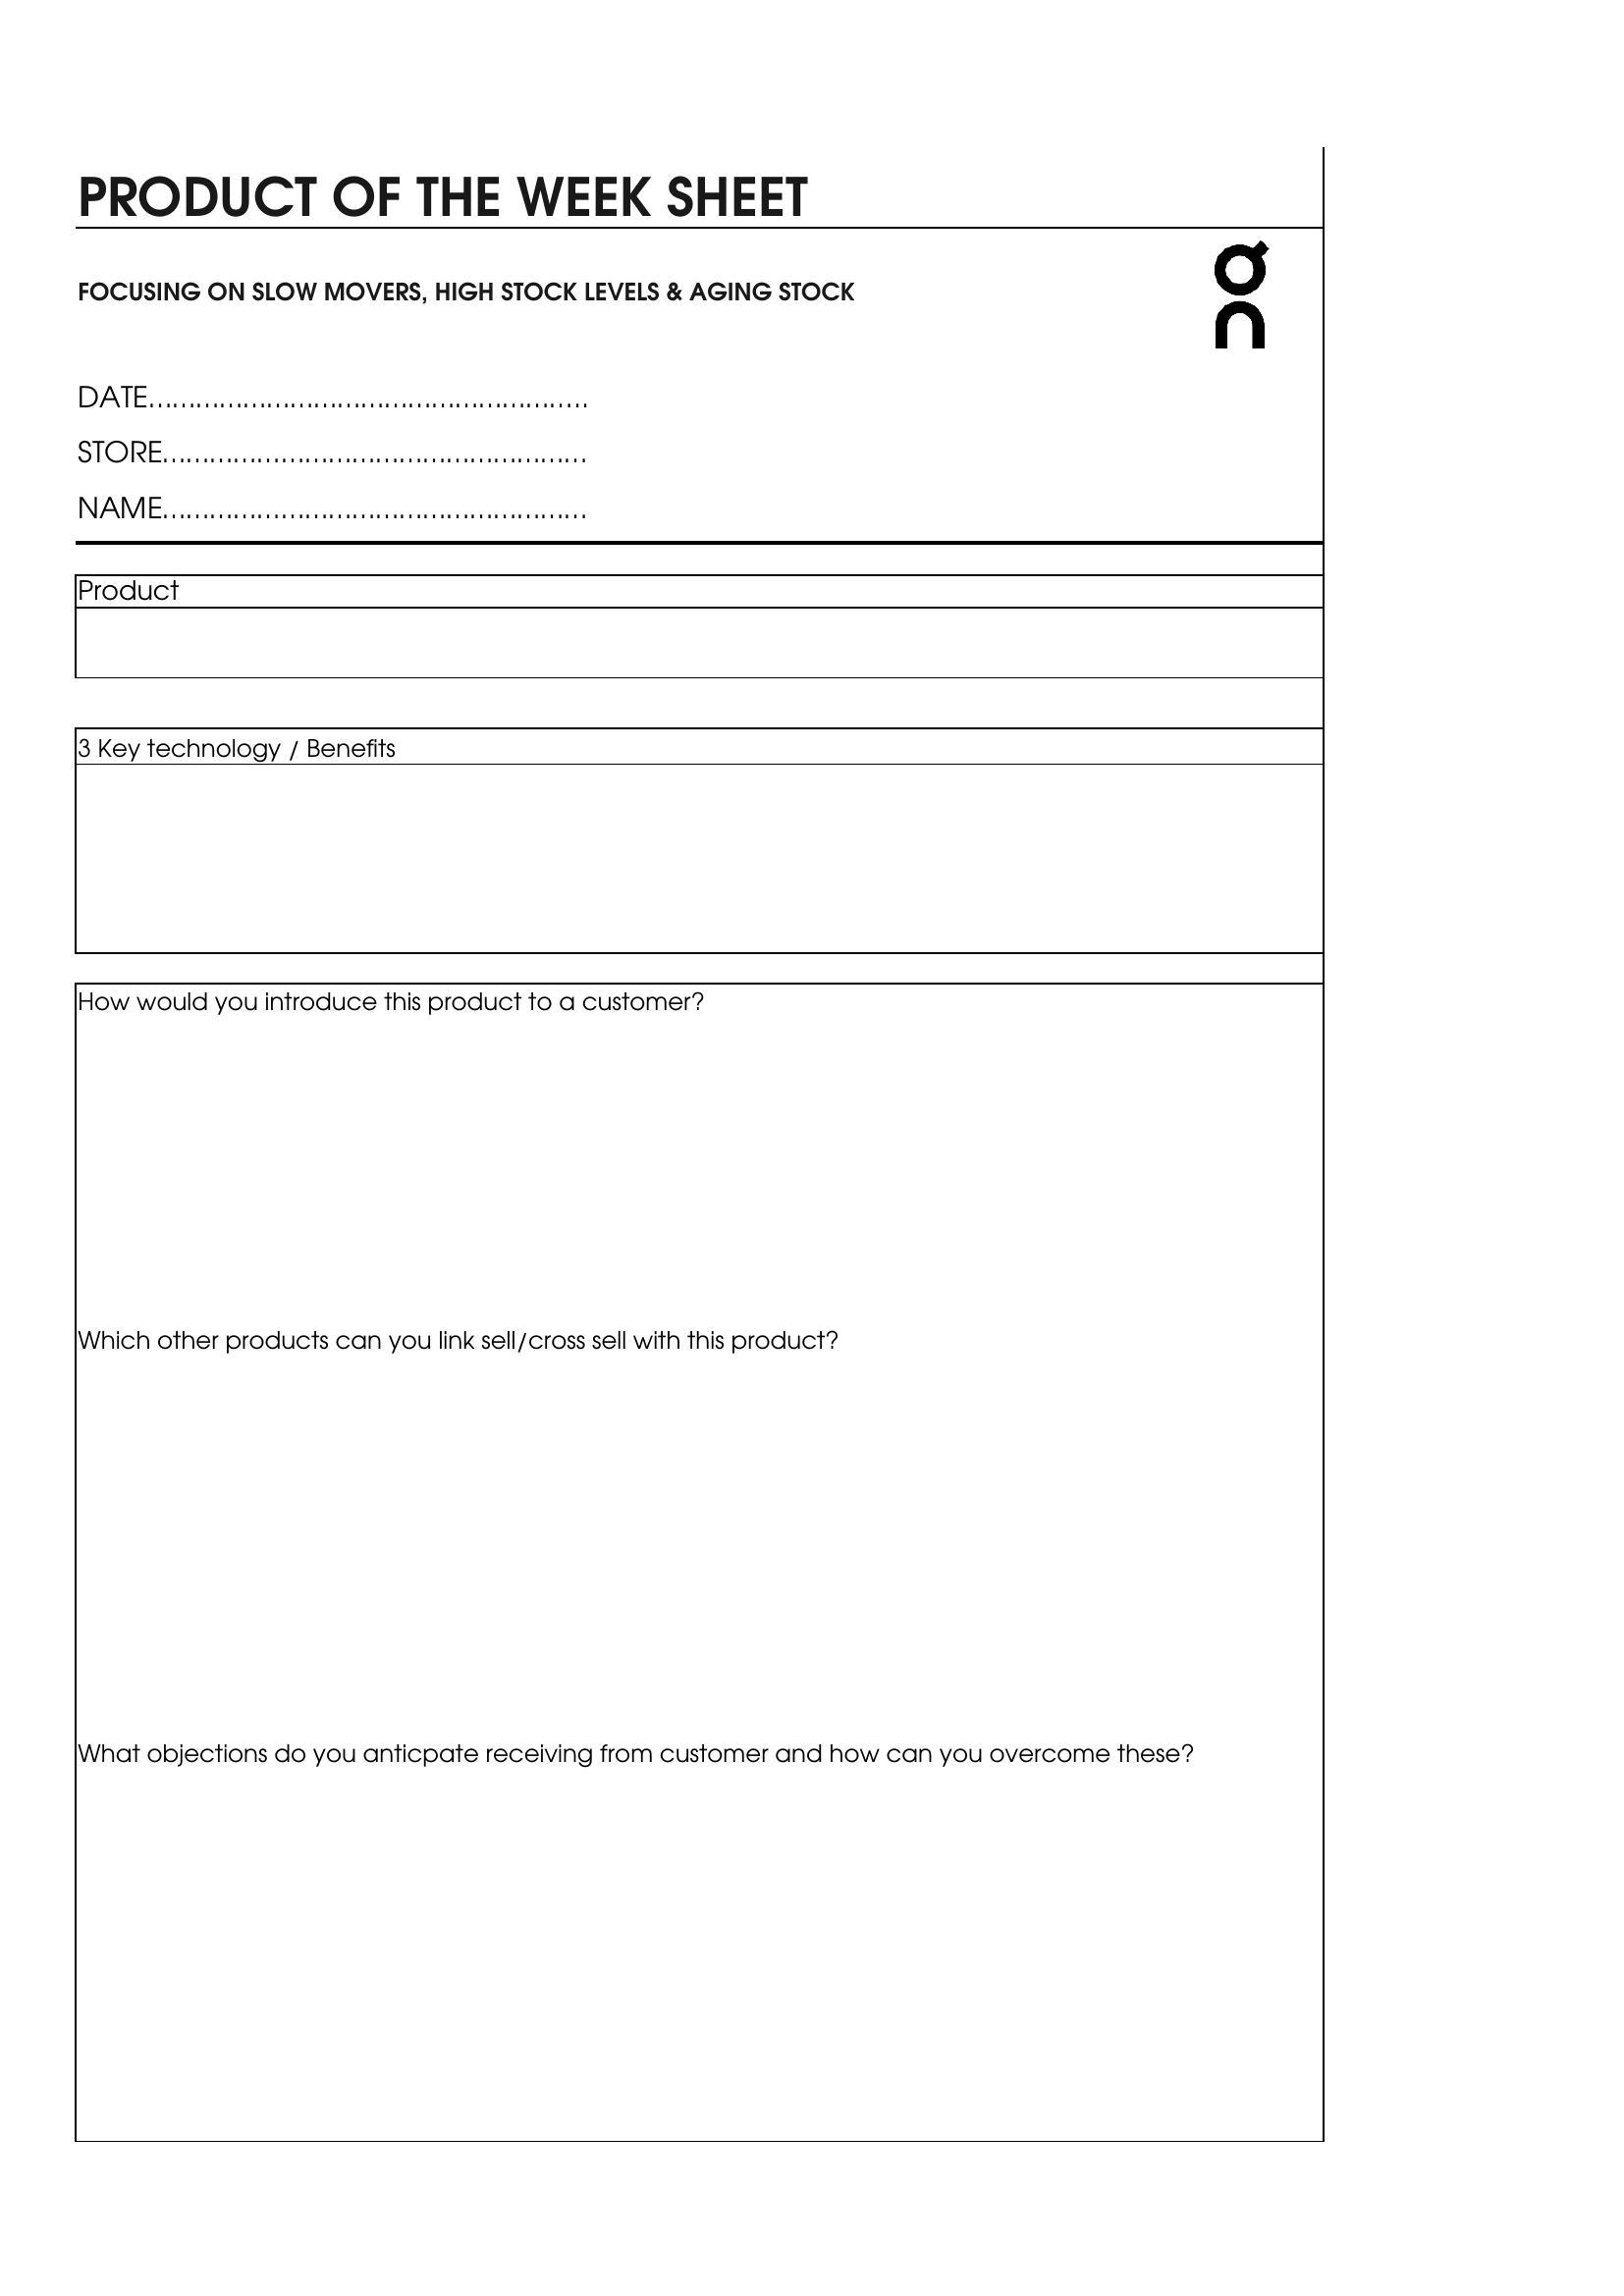 PRODUCT OF THE WEEK SHEET
FOCUSING ON SLOW MOVERS, HIGH STOCK LEVELS & AGING STOCK
on
DATE……………………………………………….
STORE………………………………………………
NAME………………………………………………
Product
3 Key technology / Benefits
How would you introduce this product to a customer?
Which other products can you link sell/cross sell with this product?
What objections do you anticpate receiving from customer and how can you overcome these?